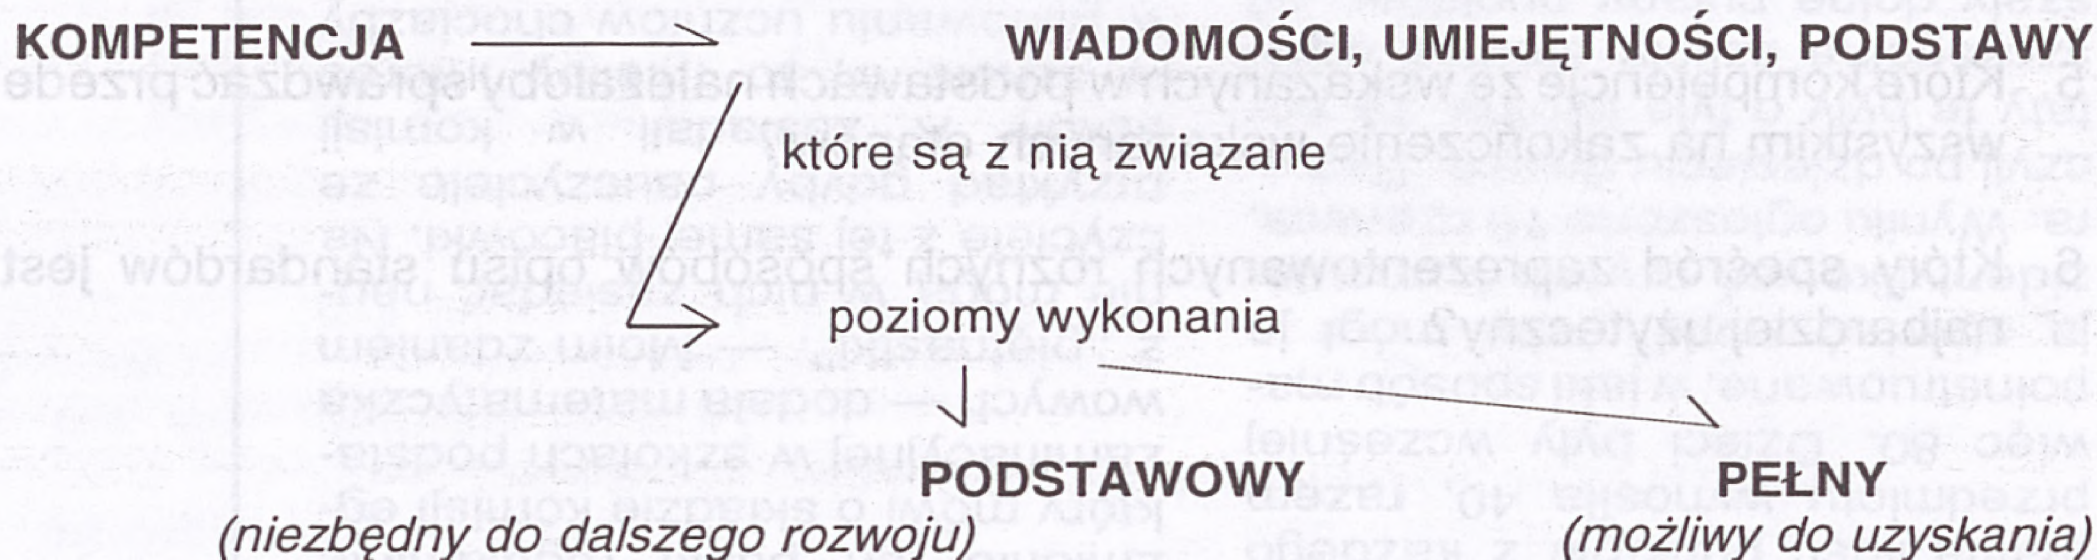 KOMPETENCJA WIADOMOŚCI, UMIEJĘTNOŚCI, PODSTAWY
które są z nią związane
poziomy wykonania
PODSTAWOWY PEŁNY
(niezbędny do dalszego rozwoju) (możliwy do uzyskania)